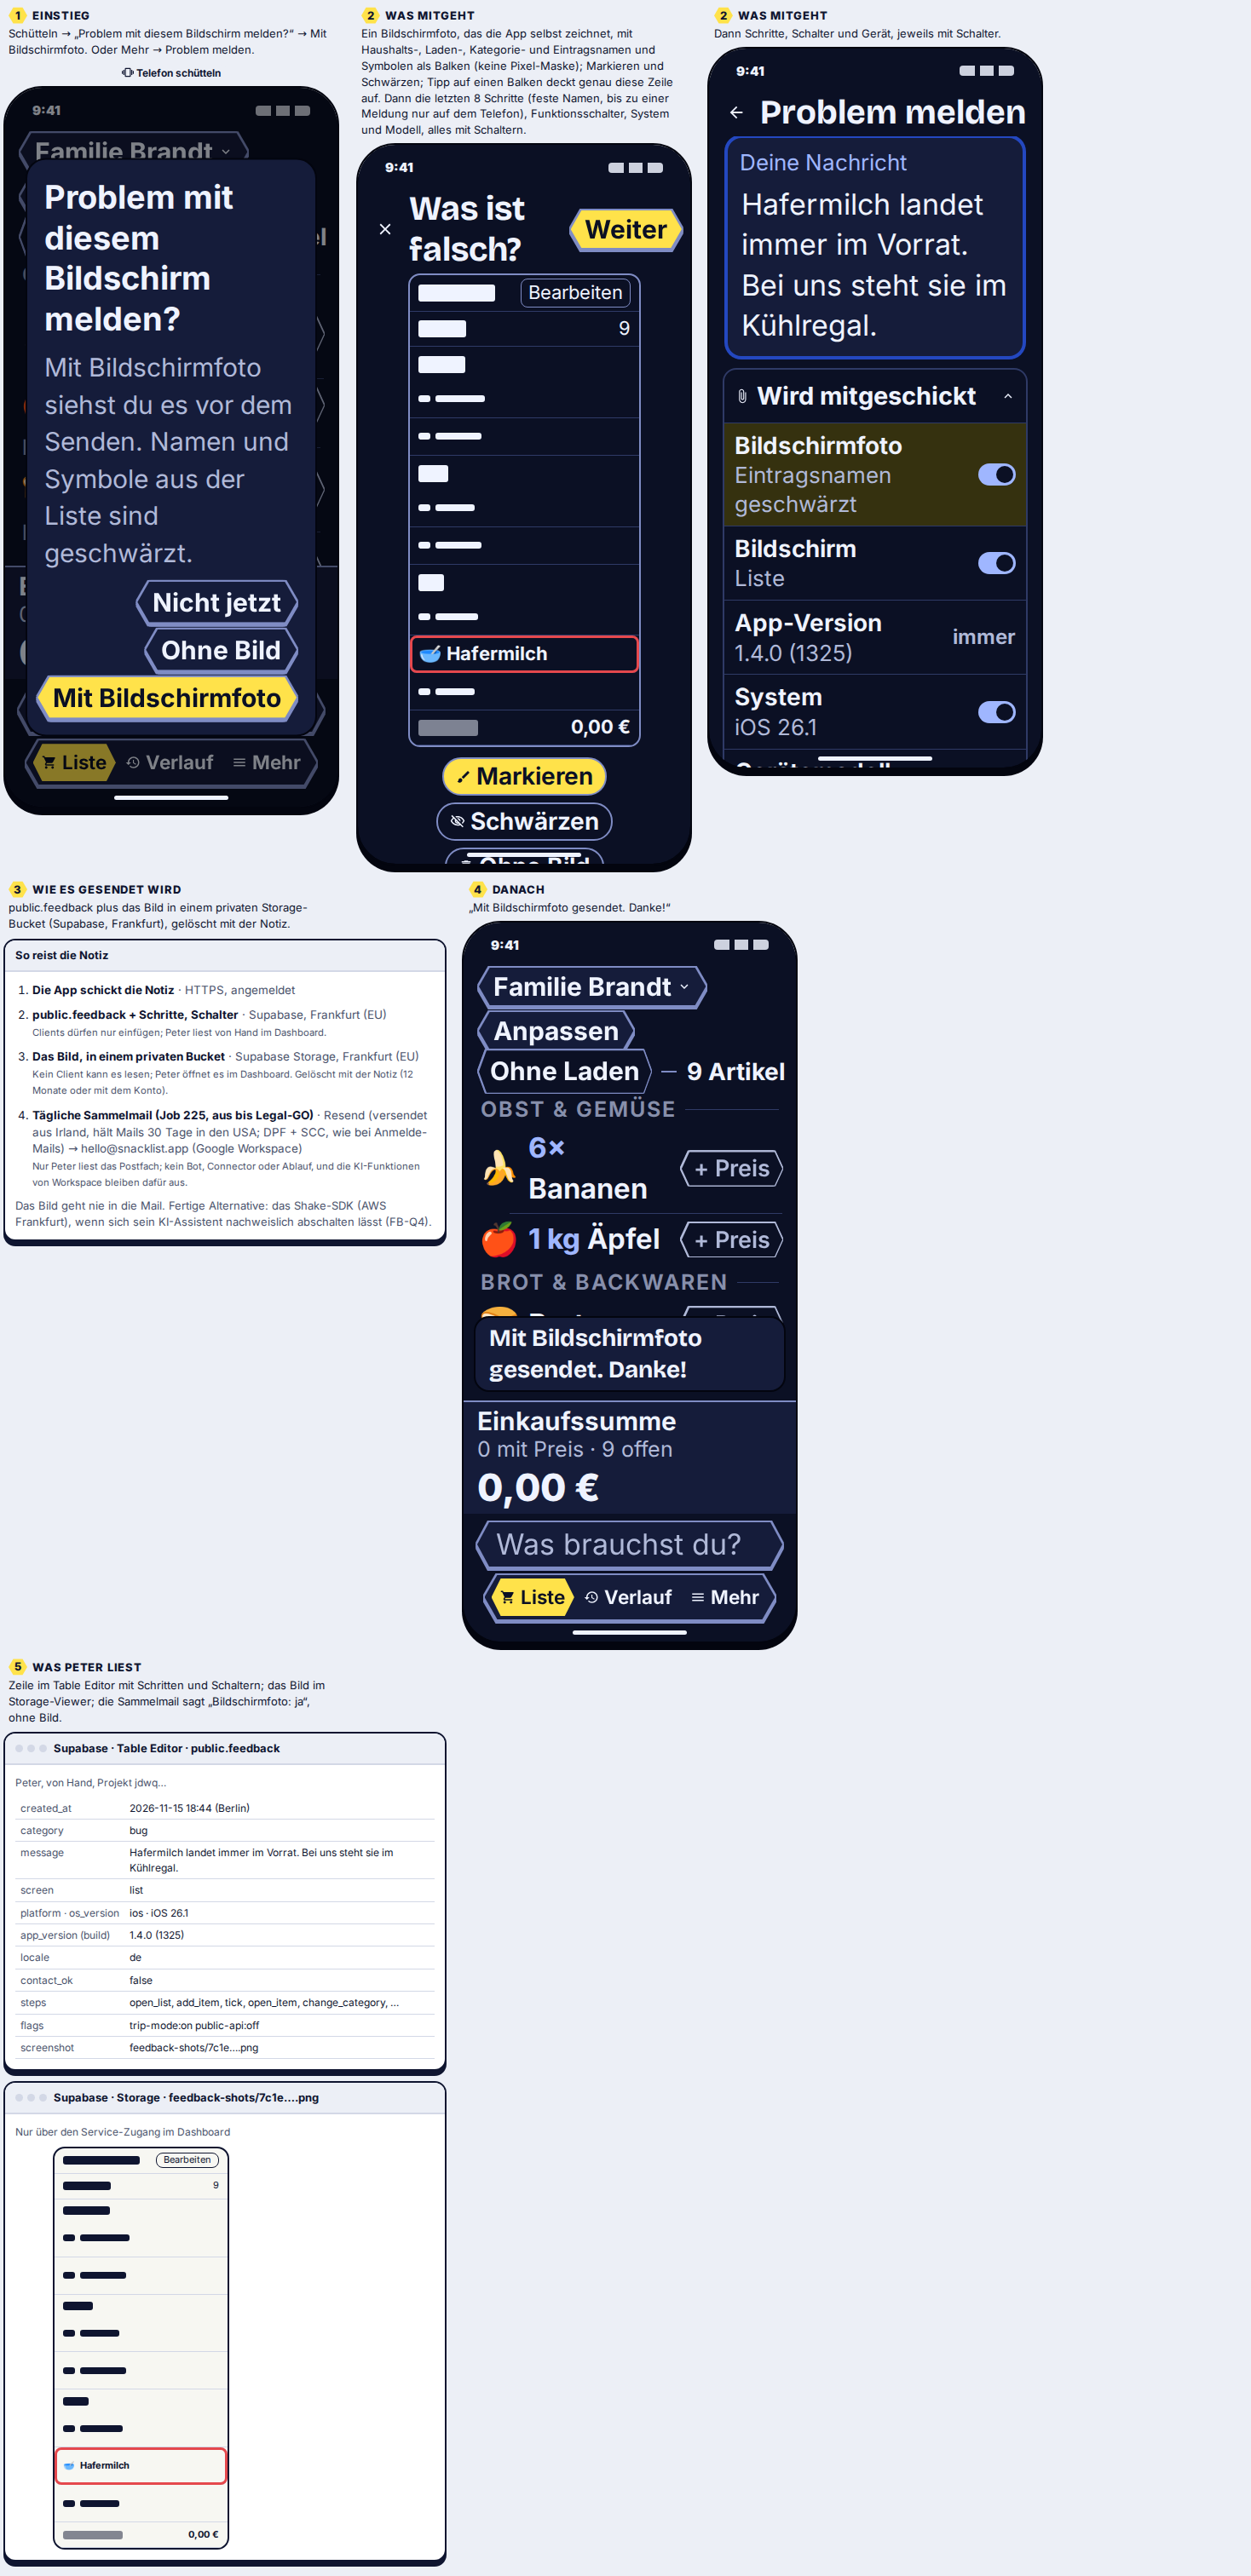 1 EINSTIEG
Schütteln → „Problem mit diesem Bildschirm melden?“ → Mit
Bildschirmfoto. Oder Mehr → Problem melden.
Telefon schütteln
9:41
Familie Brandt
Problem mit
diesem
Bildschirm
melden?
Mit Bildschirmfoto
siehst du es vor dem
Senden. Namen und
Symbole aus der
Liste sind
geschwärzt.
Nicht jetzt
Ohne Bild
Mit Bildschirmfoto
Liste
Verlauf
Mehr
2 WAS MITGEHT
Ein Bildschirmfoto, das die App selbst zeichnet, mit
Haushalts-, Laden-, Kategorie- und Eintragsnamen und
Symbolen als Balken (keine Pixel-Maske); Markieren und
Schwärzen; Tipp auf einen Balken deckt genau diese Zeile
auf. Dann die letzten 8 Schritte (feste Namen, bis zu einer
Meldung nur auf dem Telefon), Funktionsschalter, System
und Modell, alles mit Schaltern.
9:41
Was ist
falsch?
Weiter
Bearbeiten
9
🥣 Hafermilch
0,00 €
Markieren
Schwärzen
Ohne Bild
2 WAS MITGEHT
Dann Schritte, Schalter und Gerät, jeweils mit Schalter.
9:41
← Problem melden
Deine Nachricht
Hafermilch landet
immer im Vorrat.
Bei uns steht sie im
Kühlregal.
Wird mitgeschickt
Bildschirmfoto
Eintragsnamen
geschwärzt
Bildschirm
Liste
App-Version
1.4.0 (1325)
immer
System
iOS 26.1
Gerätemodell
3 WIE ES GESENDET WIRD
public.feedback plus das Bild in einem privaten Storage-
Bucket (Supabase, Frankfurt), gelöscht mit der Notiz.
So reist die Notiz
1. Die App schickt die Notiz · HTTPS, angemeldet
2. public.feedback + Schritte, Schalter · Supabase, Frankfurt (EU)
Clients dürfen nur einfügen; Peter liest von Hand im Dashboard.
3. Das Bild, in einem privaten Bucket · Supabase Storage, Frankfurt (EU)
Kein Client kann es lesen; Peter öffnet es im Dashboard. Gelöscht mit der Notiz (12
Monate oder mit dem Konto).
4. Tägliche Sammelmail (Job 225, aus bis Legal-GO) · Resend (versendet
aus Irland, hält Mails 30 Tage in den USA; DPF + SCC, wie bei Anmelde-
Mails) → hello@snacklist.app (Google Workspace)
Nur Peter liest das Postfach; kein Bot, Connector oder Ablauf, und die KI-Funktionen
von Workspace bleiben dafür aus.
Das Bild geht nie in die Mail. Fertige Alternative: das Shake-SDK (AWS
Frankfurt), wenn sich sein KI-Assistent nachweislich abschalten lässt (FB-Q4).
4 DANACH
„Mit Bildschirmfoto gesendet. Danke!“
9:41
Familie Brandt
Anpassen
Ohne Laden
9 Artikel
OBST & GEMÜSE
6×
Bananen
+ Preis
1 kg Äpfel
+ Preis
BROT & BACKWAREN
Mit Bildschirmfoto
gesendet. Danke!
Einkaufssumme
0 mit Preis · 9 offen
0,00 €
Was brauchst du?
Liste
Verlauf
Mehr
5 WAS PETER LIEST
Zeile im Table Editor mit Schritten und Schaltern; das Bild im
Storage-Viewer; die Sammelmail sagt „Bildschirmfoto: ja“,
ohne Bild.
Supabase · Table Editor · public.feedback
Peter, von Hand, Projekt jdwq…
created_at 2026-11-15 18:44 (Berlin)
category bug
message Hafermilch landet immer im Vorrat. Bei uns steht sie im
Kühlregal.
screen list
platform · os_version ios · iOS 26.1
app_version (build) 1.4.0 (1325)
locale de
contact_ok false
steps open_list, add_item, tick, open_item, change_category, …
flags trip-mode:on public-api:off
screenshot feedback-shots/7c1e….png
Supabase · Storage · feedback-shots/7c1e….png
Nur über den Service-Zugang im Dashboard
Bearbeiten
9
🥣 Hafermilch
0,00 €